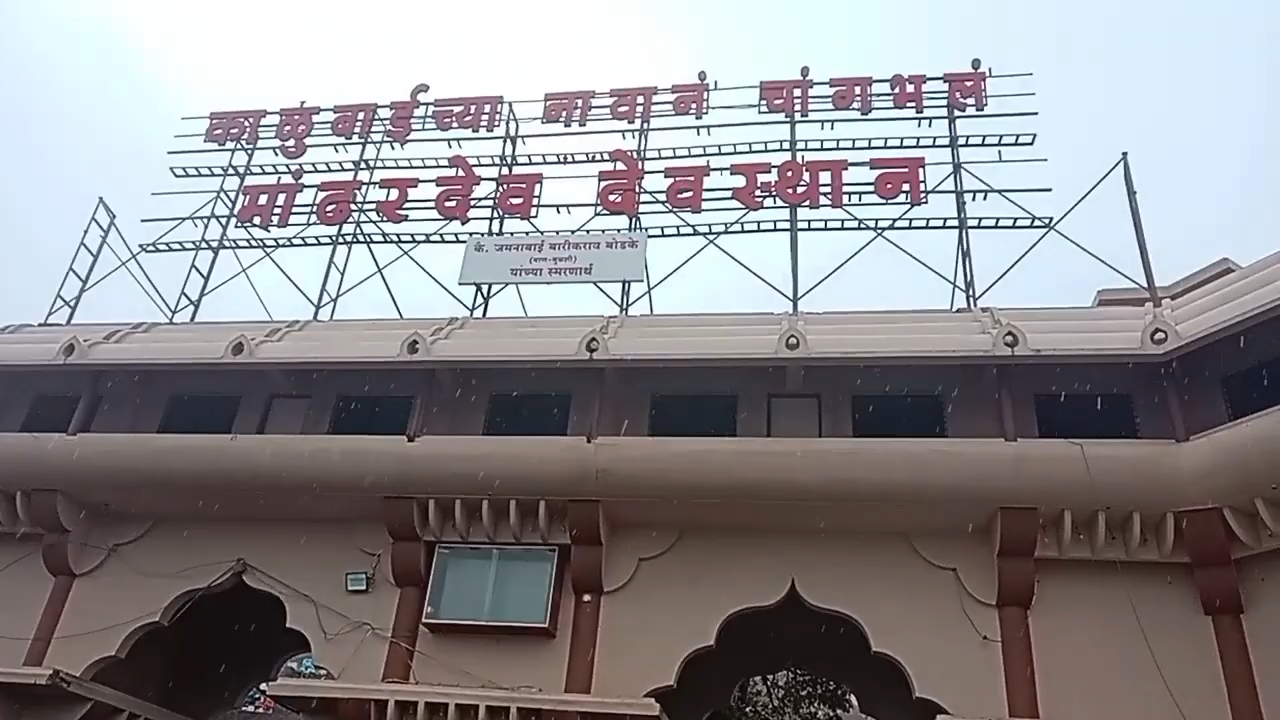 काळुबाईच्या नावानं चांगभलं
मांढरदेव देवस्थान
कै. जमनाबाई बारीकराव बोडके
यांच्या स्मरणार्थ